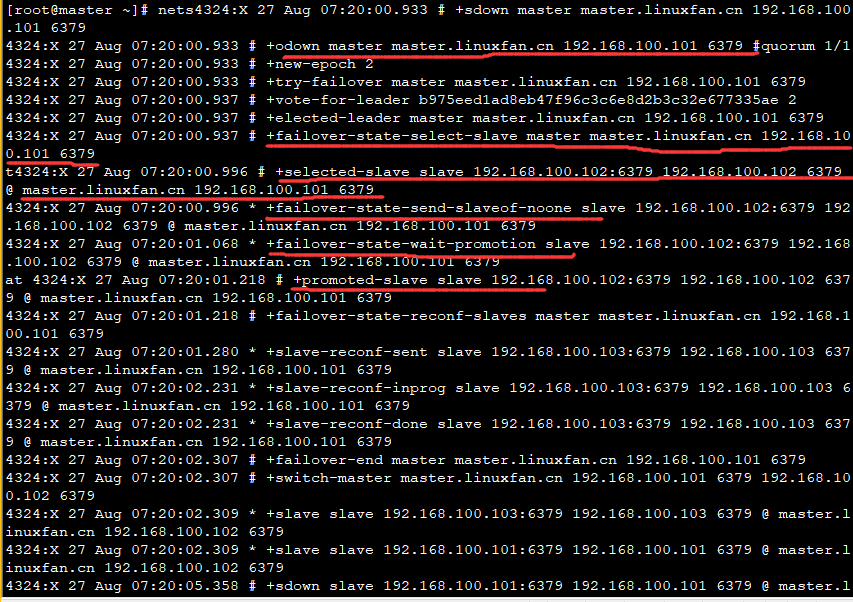 [root@master ~]# nets4324:X 27 Aug 07:20:00.933 # +sdown master master.linuxfan.cn 192.168.100
.101 6379
4324:X 27 Aug 07:20:00.933 # +odown master master.linuxfan.cn 192.168.100.101 6379 #quorum 1/1
4324:X 27 Aug 07:20:00.933 # +new-epoch 2
4324:X 27 Aug 07:20:00.933 # +try-failover master master.linuxfan.cn 192.168.100.101 6379
4324:X 27 Aug 07:20:00.937 # +vote-for-leader b975eed1ad8eb47f96c3c6e8d2b3c32e677335ae 2
4324:X 27 Aug 07:20:00.937 # +elected-leader master master.linuxfan.cn 192.168.100.101 6379
4324:X 27 Aug 07:20:00.937 # +failover-state-select-slave master master.linuxfan.cn 192.168.10
0.101 6379
t4324:X 27 Aug 07:20:00.996 # +selected-slave slave 192.168.100.102:6379 192.168.100.102 6379 
@ master.linuxfan.cn 192.168.100.101 6379
4324:X 27 Aug 07:20:00.996 * +failover-state-send-slaveof-noone slave 192.168.100.102:6379 192
.168.100.102 6379 @ master.linuxfan.cn 192.168.100.101 6379
4324:X 27 Aug 07:20:01.068 * +failover-state-wait-promotion slave 192.168.100.102:6379 192.168
.100.102 6379 @ master.linuxfan.cn 192.168.100.101 6379
at 4324:X 27 Aug 07:20:01.218 # +promoted-slave slave 192.168.100.102:6379 192.168.100.102 637
9 @ master.linuxfan.cn 192.168.100.101 6379
4324:X 27 Aug 07:20:01.218 # +failover-state-reconf-slaves master master.linuxfan.cn 192.168.1
00.101 6379
4324:X 27 Aug 07:20:01.280 * +slave-reconf-sent slave 192.168.100.103:6379 192.168.100.103 637
9 @ master.linuxfan.cn 192.168.100.101 6379
4324:X 27 Aug 07:20:02.231 * +slave-reconf-inprog slave 192.168.100.103:6379 192.168.100.103 6
379 @ master.linuxfan.cn 192.168.100.101 6379
4324:X 27 Aug 07:20:02.231 * +slave-reconf-done slave 192.168.100.103:6379 192.168.100.103 637
9 @ master.linuxfan.cn 192.168.100.101 6379
4324:X 27 Aug 07:20:02.307 # +failover-end master master.linuxfan.cn 192.168.100.101 6379
4324:X 27 Aug 07:20:02.307 # +switch-master master.linuxfan.cn 192.168.100.101 6379 192.168.10
0.102 6379
4324:X 27 Aug 07:20:02.309 * +slave slave 192.168.100.103:6379 192.168.100.103 6379 @ master.l
inuxfan.cn 192.168.100.102 6379
4324:X 27 Aug 07:20:02.309 * +slave slave 192.168.100.101:6379 192.168.100.101 6379 @ master.l
inuxfan.cn 192.168.100.102 6379
4324:X 27 Aug 07:20:05.358 # +sdown slave 192.168.100.101:6379 192.168.100.101 6379 @ master.l